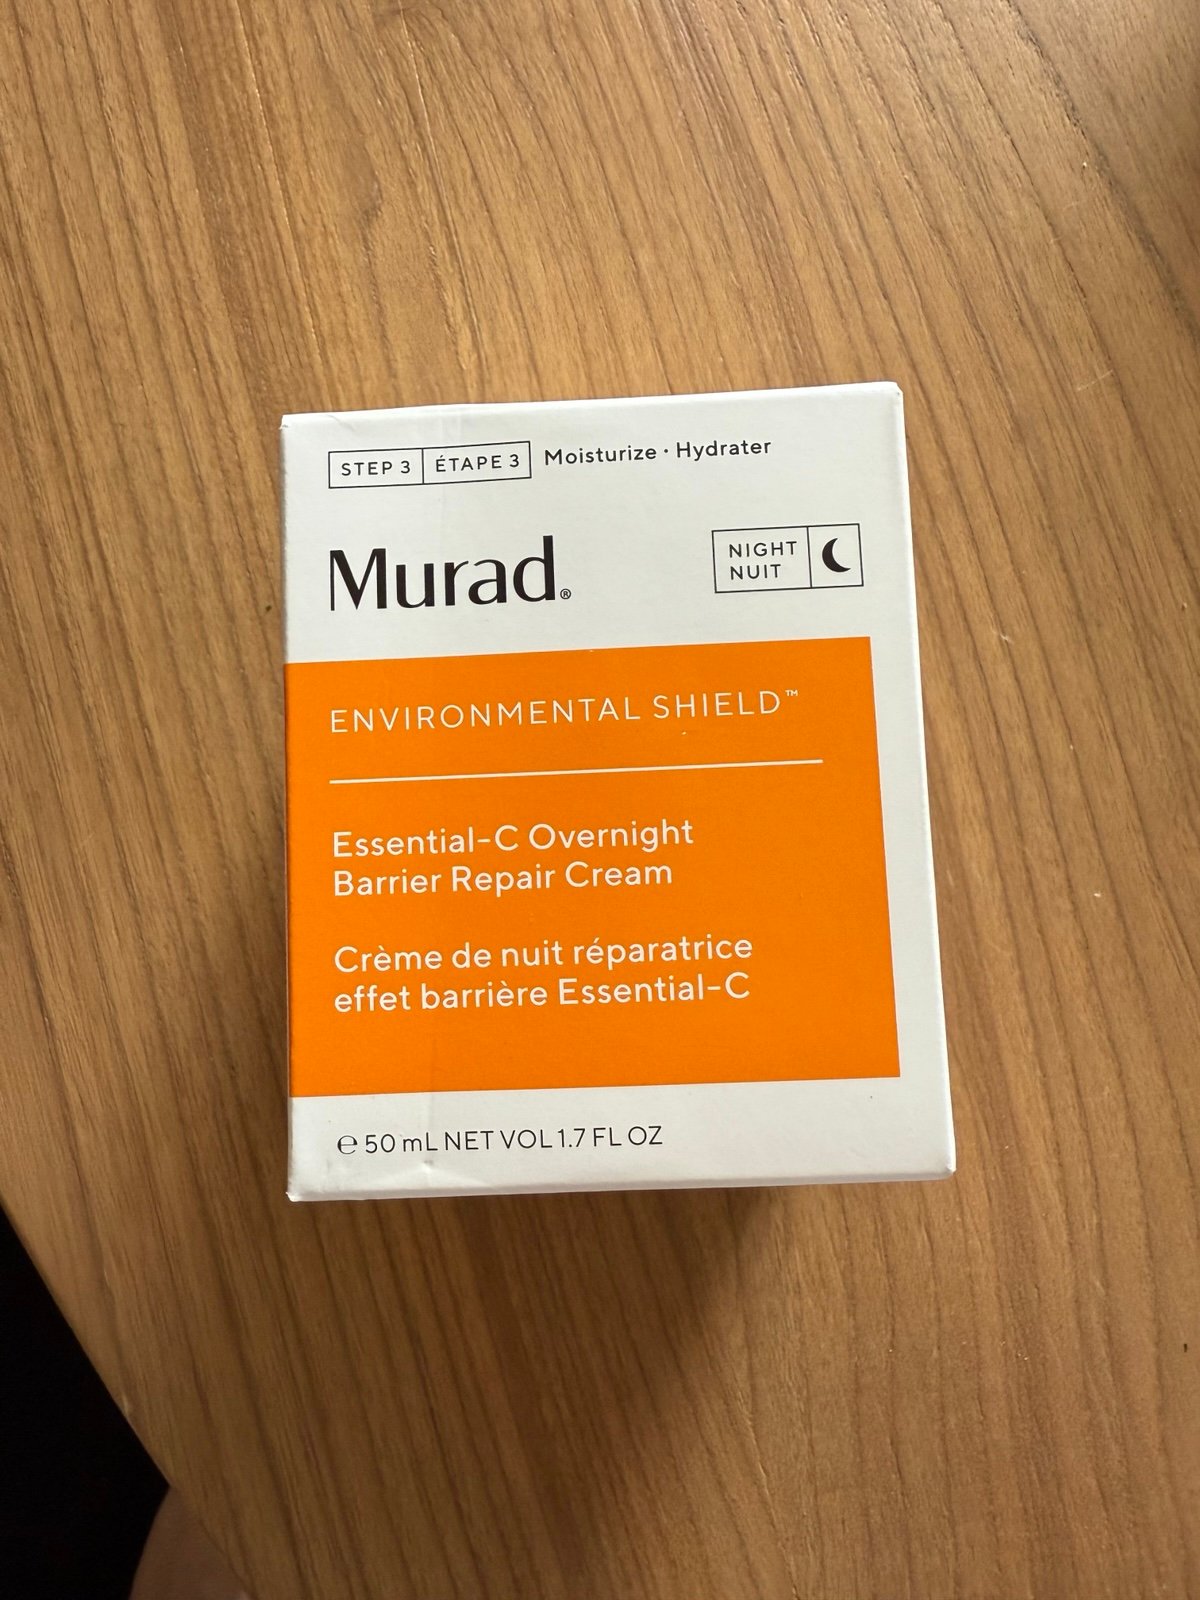 STEP 3 ÉTAPE 3 Moisturize · Hydrater
Murad®
NIGHT
NUIT
ENVIRONMENTAL SHIELD™
Essential-C Overnight
Barrier Repair Cream
Crème de nuit réparatrice
effet barrière Essential-C
℮ 50 mL NET VOL 1.7 FL OZ